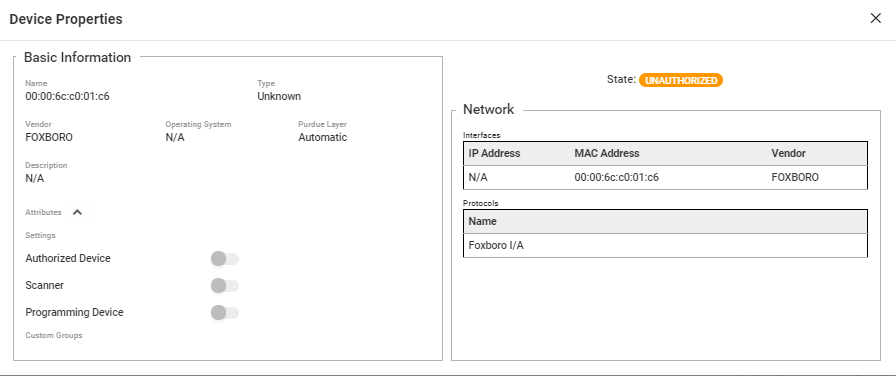 Device Properties
Basic Information
Name
00:00:6c:c0:01:c6
Type
Unknown
Vendor
FOXBORO
Operating System
N/A
Purdue Layer
Automatic
Description
N/A
Attributes
Settings
Authorized Device
Scanner
Programming Device
Custom Groups
State: UNAUTHORIZED
Network
Interfaces
IP Address MAC Address Vendor
N/A 00:00:6c:c0:01:c6 FOXBORO
Protocols
Name
Foxboro I/A